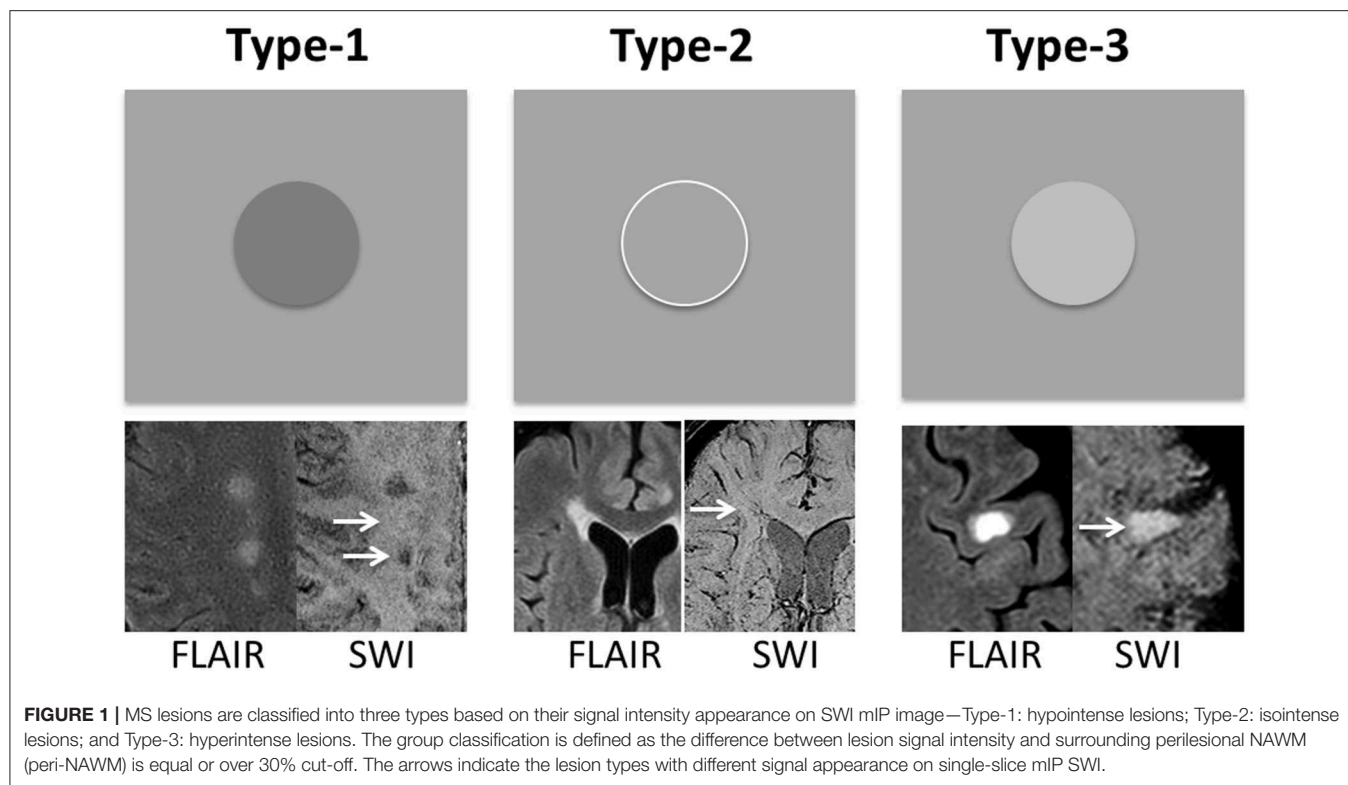 Type-1 Type-2 Type-3
FLAIR SWI FLAIR SWI FLAIR SWI
FIGURE 1 | MS lesions are classified into three types based on their signal intensity appearance on SWI mIP image—Type-1: hypointense lesions; Type-2: isointense
lesions; and Type-3: hyperintense lesions. The group classification is defined as the difference between lesion signal intensity and surrounding perilesional NAWM
(peri-NAWM) is equal or over 30% cut-off. The arrows indicate the lesion types with different signal appearance on single-slice mIP SWI.